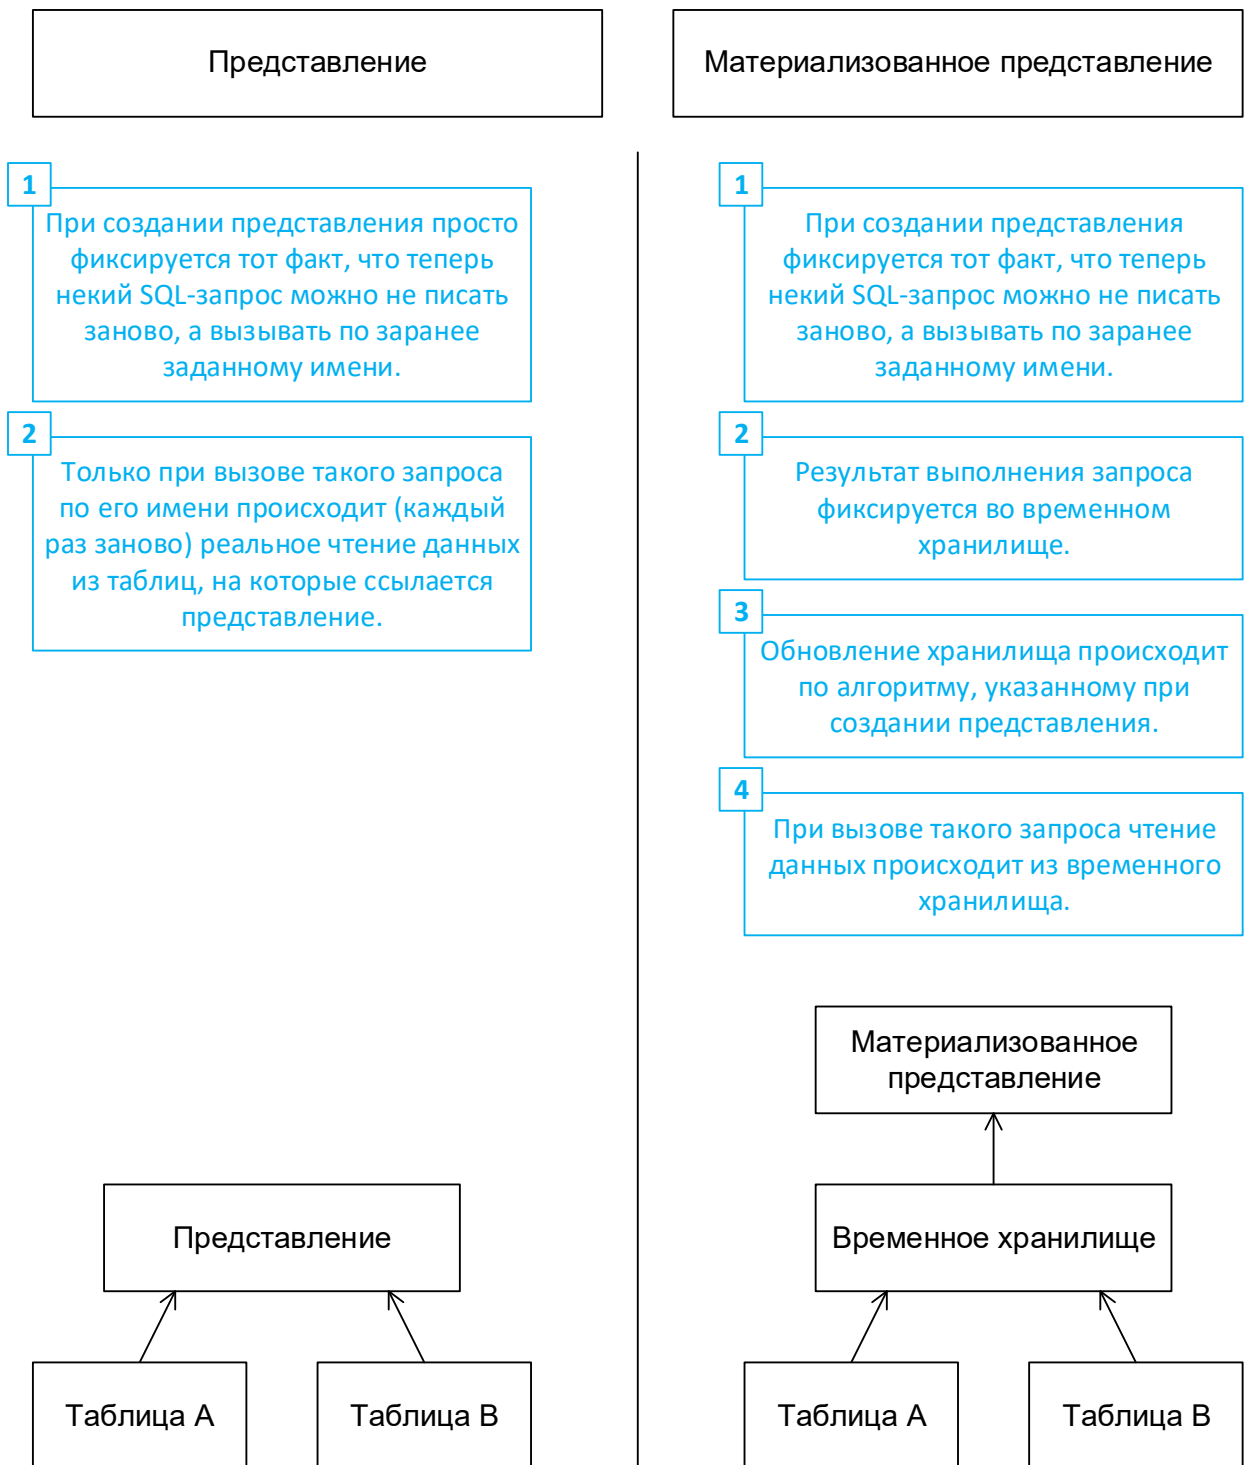 Представление
Материализованное представление
1
При создании представления просто
фиксируется тот факт, что теперь
некий SQL-запрос можно не писать
заново, а вызывать по заранее
заданному имени.
2
Только при вызове такого запроса
по его имени происходит (каждый
раз заново) реальное чтение данных
из таблиц, на которые ссылается
представление.
Представление
Таблица A
Таблица B
1
При создании представления
фиксируется тот факт, что теперь
некий SQL-запрос можно не писать
заново, а вызывать по заранее
заданному имени.
2
Результат выполнения запроса
фиксируется во временном
хранилище.
3
Обновление хранилища происходит
по алгоритму, указанному при
создании представления.
4
При вызове такого запроса чтение
данных происходит из временного
хранилища.
Материализованное
представление
Временное хранилище
Таблица A
Таблица B